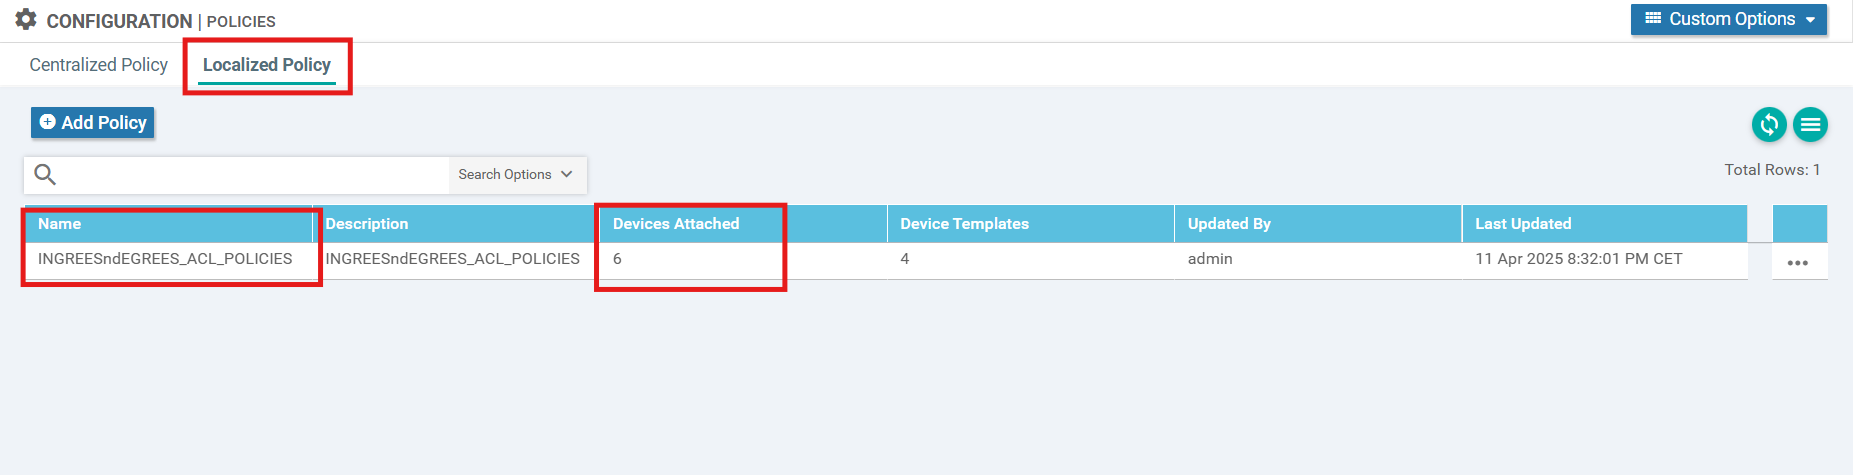 CONFIGURATION | POLICIES
Custom Options
Centralized Policy Localized Policy
Add Policy
Search Options
Total Rows: 1
Name Description Devices Attached Device Templates Updated By Last Updated
INGREESndEGREES_ACL_POLICIES INGREESndEGREES_ACL_POLICIES 6 4 admin 11 Apr 2025 8:32:01 PM CET